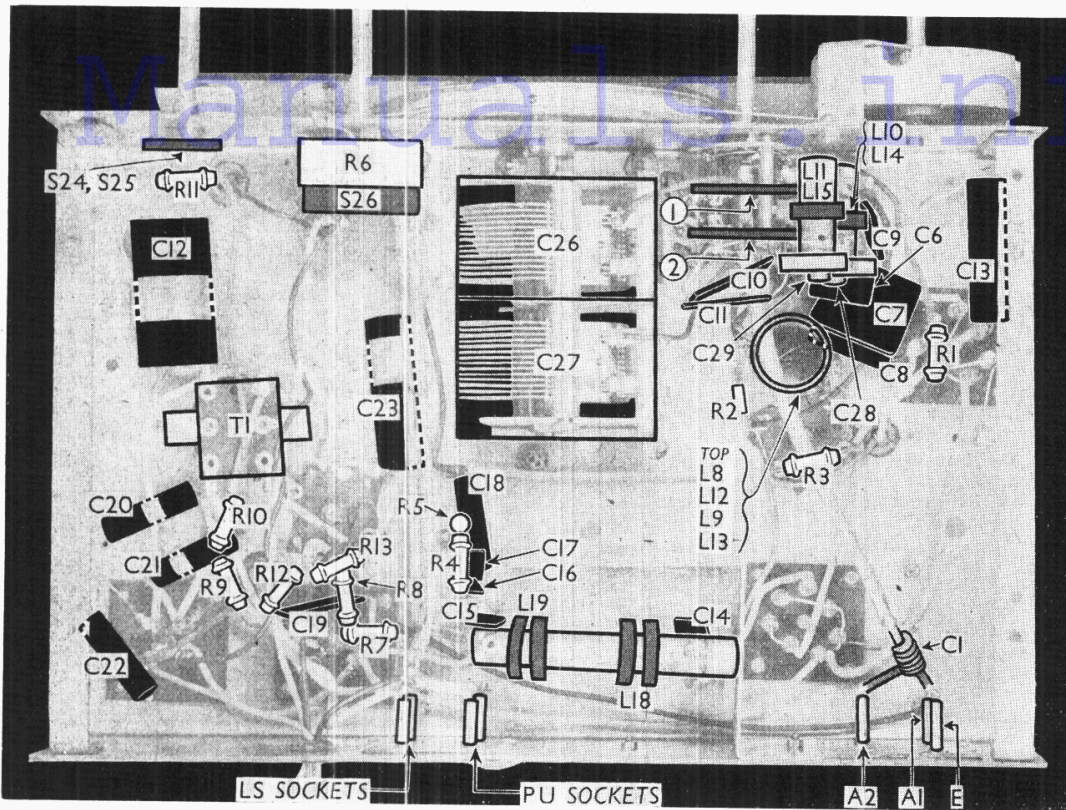 Manuals.in
L10
L14
S24, S25
R11
R6
S26
L11
L15
1
2
C12
C26
C9
C6
C10
C13
C11
C7
C27
C29
C8
R1
C23
T1
R2
C28
TOP
L8
L12
L9
L13
R3
C18
C20
R10
R5
C17
R13
C21
R4
C16
R12
R8
R9
C15
L19
C14
C19
R7
C1
C22
L18
LS SOCKETS
PU SOCKETS
A2
A1
E